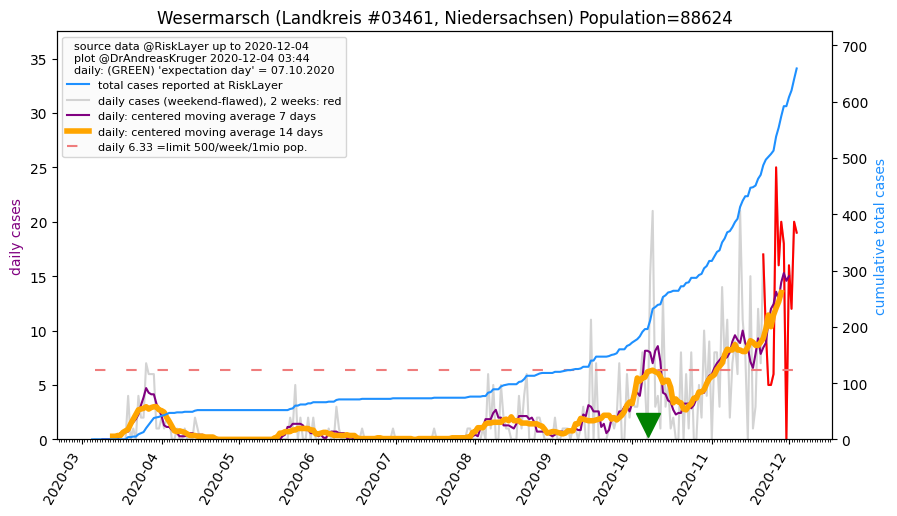 Wesermarsch (Landkreis #03461, Niedersachsen) Population=88624
source data @RiskLayer up to 2020-12-04
plot @DrAndreasKruger 2020-12-04 03:44
daily: (GREEN) 'expectation day' = 07.10.2020
total cases reported at RiskLayer
daily cases (weekend-flawed), 2 weeks: red
daily: centered moving average 7 days
daily: centered moving average 14 days
daily 6.33 =limit 500/week/1mio pop.
daily cases
35
30
25
20
15
10
5
0
cumulative total cases
700
600
500
400
300
200
100
0
2020-03
2020-04
2020-05
2020-06
2020-07
2020-08
2020-09
2020-10
2020-11
2020-12